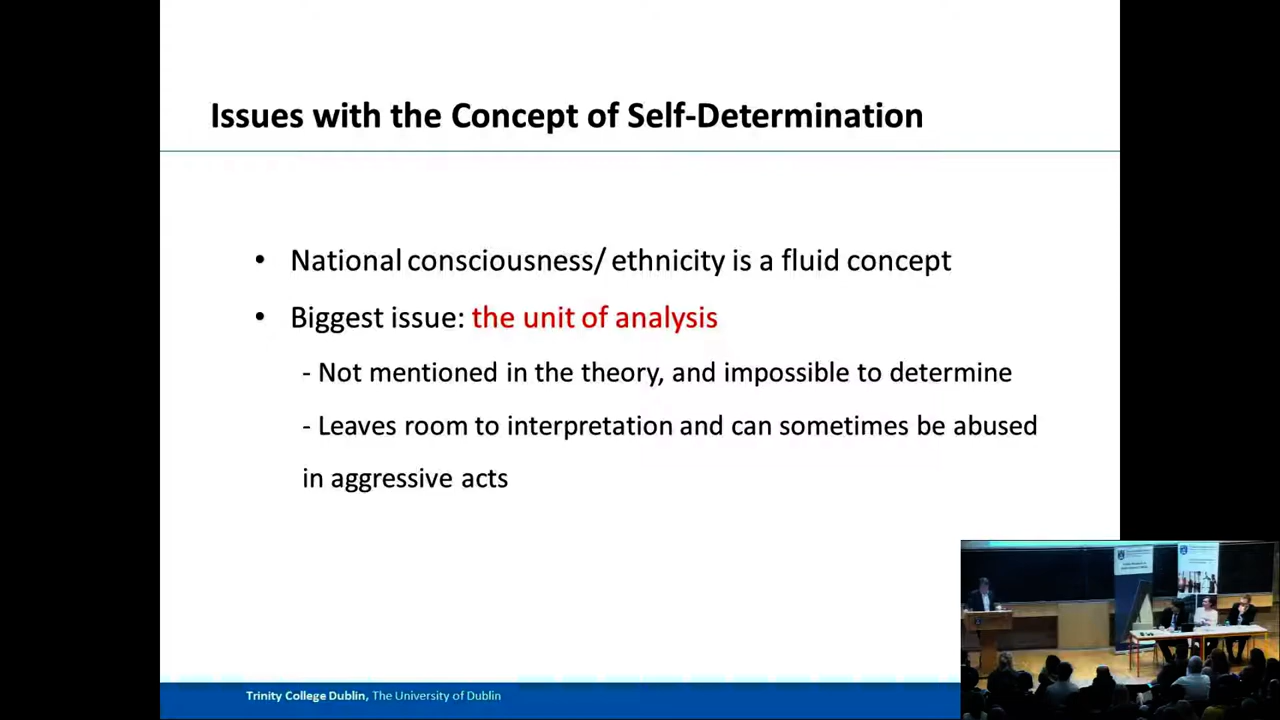 Issues with the Concept of Self-Determination
• National consciousness/ ethnicity is a fluid concept
• Biggest issue: the unit of analysis
- Not mentioned in the theory, and impossible to determine
- Leaves room to interpretation and can sometimes be abused
in aggressive acts
Trinity College Dublin, The University of Dublin